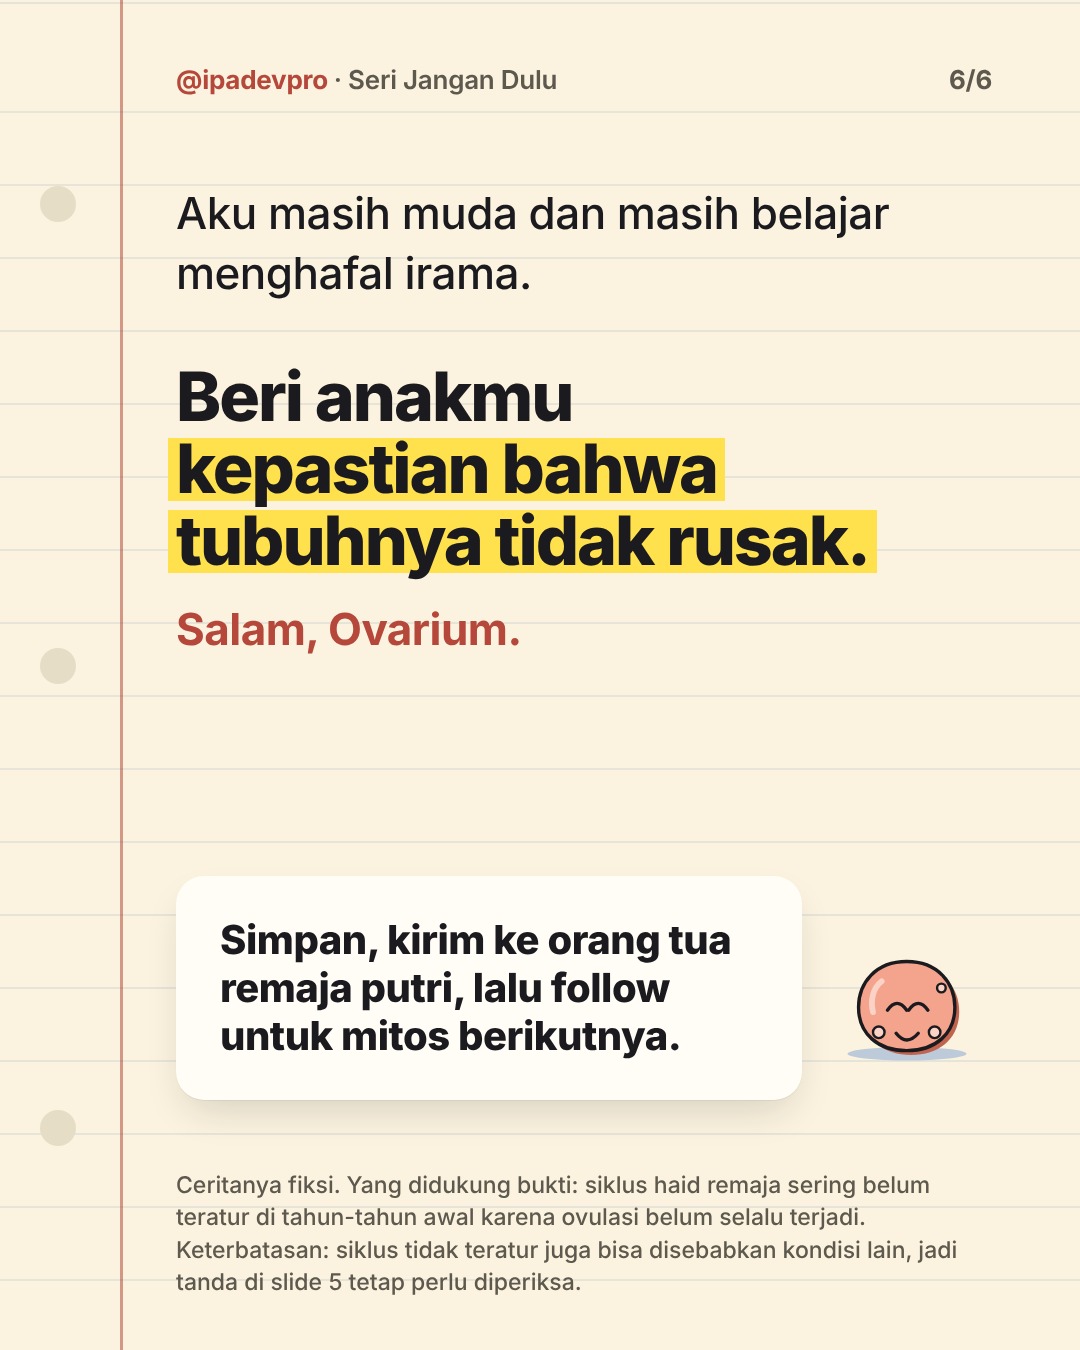 @ipadevpro · Seri Jangan Dulu
6/6
Aku masih muda dan masih belajar
menghafal irama.
Beri anakmu
kepastian bahwa
tubuhnya tidak rusak.
Salam, Ovarium.
Simpan, kirim ke orang tua
remaja putri, lalu follow
untuk mitos berikutnya.
Ceritanya fiksi. Yang didukung bukti: siklus haid remaja sering belum
teratur di tahun-tahun awal karena ovulasi belum selalu terjadi.
Keterbatasan: siklus tidak teratur juga bisa disebabkan kondisi lain, jadi
tanda di slide 5 tetap perlu diperiksa.